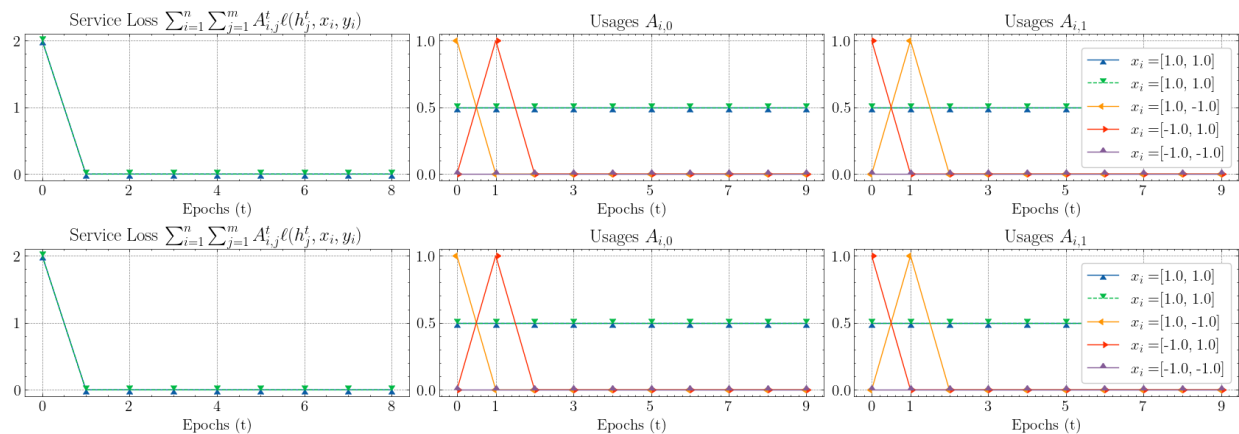 Service Loss $\sum_{i=1}^{n} \sum_{j=1}^{m} A_{i,j}^{t} \ell(h_j^t, x_i, y_i)$
2
1
0
0 2 4 6 8
Epochs (t)
Usages $A_{i,0}$
1.0
0.5
0.0
0 1 3 5 7 9
Epochs (t)
Usages $A_{i,1}$
1.0
0.5
0.0
0 1 3 5 7 9
Epochs (t)
$x_i$ =[1.0, 1.0]
$x_i$ =[1.0, 1.0]
$x_i$ =[1.0, -1.0]
$x_i$ =[-1.0, 1.0]
$x_i$ =[-1.0, -1.0]
Service Loss $\sum_{i=1}^{n} \sum_{j=1}^{m} A_{i,j}^{t} \ell(h_j^t, x_i, y_i)$
2
1
0
0 2 4 6 8
Epochs (t)
Usages $A_{i,0}$
1.0
0.5
0.0
0 1 3 5 7 9
Epochs (t)
Usages $A_{i,1}$
1.0
0.5
0.0
0 1 3 5 7 9
Epochs (t)
$x_i$ =[1.0, 1.0]
$x_i$ =[1.0, 1.0]
$x_i$ =[1.0, -1.0]
$x_i$ =[-1.0, 1.0]
$x_i$ =[-1.0, -1.0]